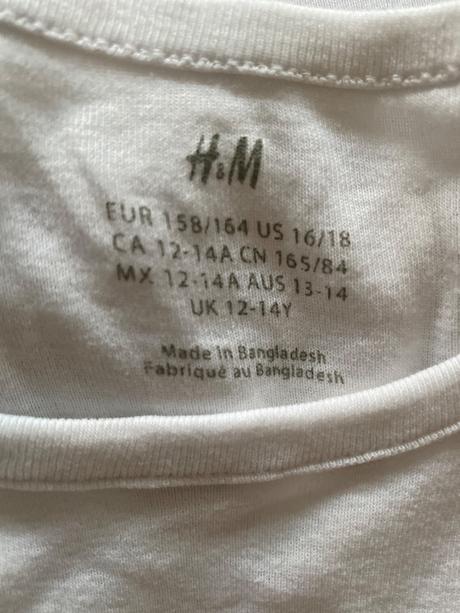 H&M
EUR 158/164 US 16/18
CA 12-14A CN 165/84
MX 12-14A AUS 13-14
UK 12-14Y
Made in Bangladesh
Fabriqué au Bangladesh